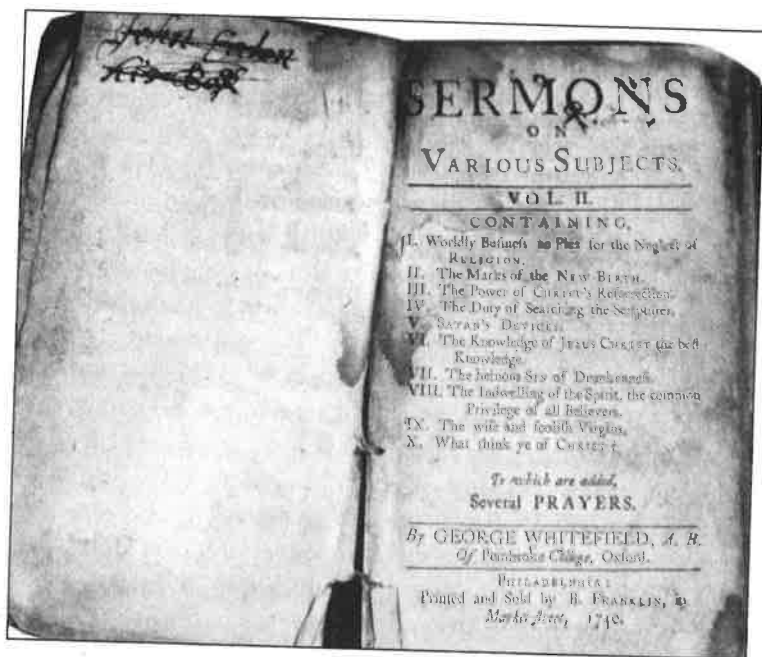 his Book
SERMONS
ON
VARIOUS SUBJECTS.
VOL. II.
CONTAINING,
I. Worldly Buſineſs no Plea for the Neglect of
RELIGION.
II. The Marks of the NEW BIRTH.
III. The Power of CHRIST'S Reſurrection.
IV. The Duty of Searching the Scriptures.
V. SATAN'S DEVICES.
VI. The Knowledge of JESUS CHRIST the beſt
Knowledge.
VII. The heinous SIN of Drunkenneſs.
VIII. The Indwelling of the Spirit, the common
Privilege of all Believers.
IX. The wiſe and fooliſh Virgins.
X. What think ye of CHRIST?
To which are added,
Several PRAYERS.
By GEORGE WHITEFIELD, A. B.
Of Pembroke College, Oxford.
PHILADELPHIA:
Printed and Sold by B. FRANKLIN, in
Market ſtreet, 1740.